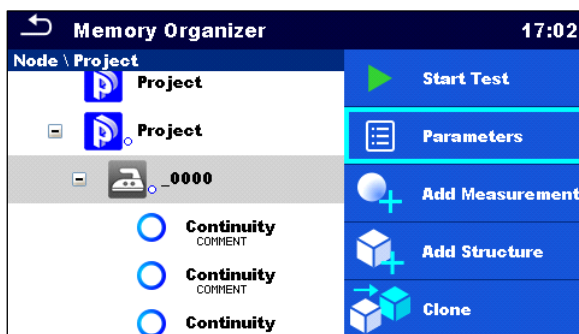 Memory Organizer
17:02
Node \ Project
Project
Project
_0000
Continuity
COMMENT
Continuity
COMMENT
Continuity
Start Test
Parameters
Add Measurement
Add Structure
Clone